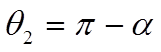 θ₂ = π − α